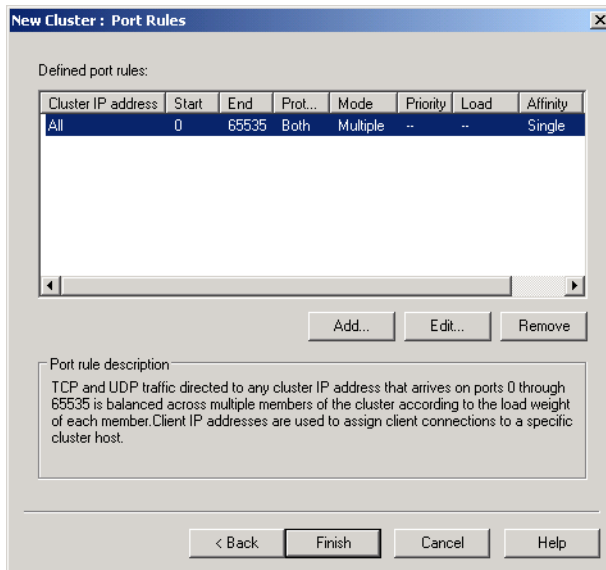 New Cluster : Port Rules
Defined port rules:
Cluster IP address Start End Prot... Mode Priority Load Affinity
All 0 65535 Both Multiple -- -- Single
Add... Edit... Remove
Port rule description
TCP and UDP traffic directed to any cluster IP address that arrives on ports 0 through
65535 is balanced across multiple members of the cluster according to the load weight
of each member.Client IP addresses are used to assign client connections to a specific
cluster host.
< Back Finish Cancel Help